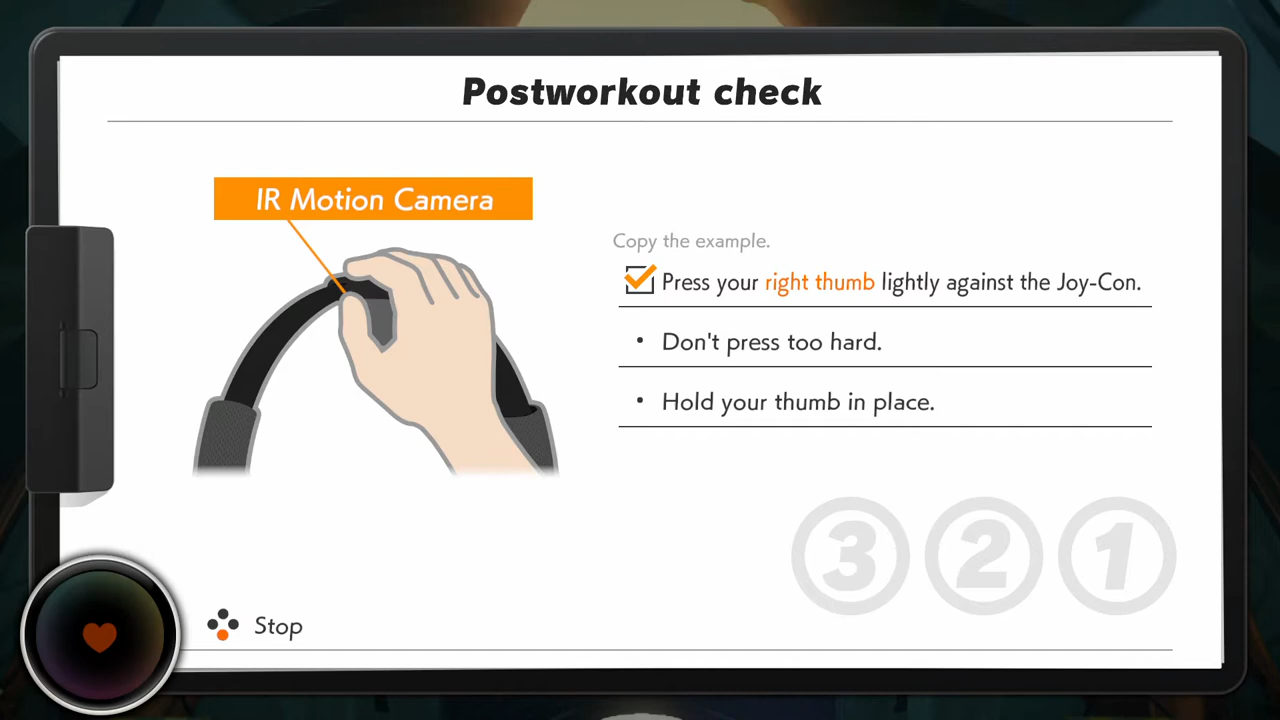 Postworkout check
IR Motion Camera
Copy the example.
Press your right thumb lightly against the Joy-Con.
• Don't press too hard.
• Hold your thumb in place.
3 2 1
Stop